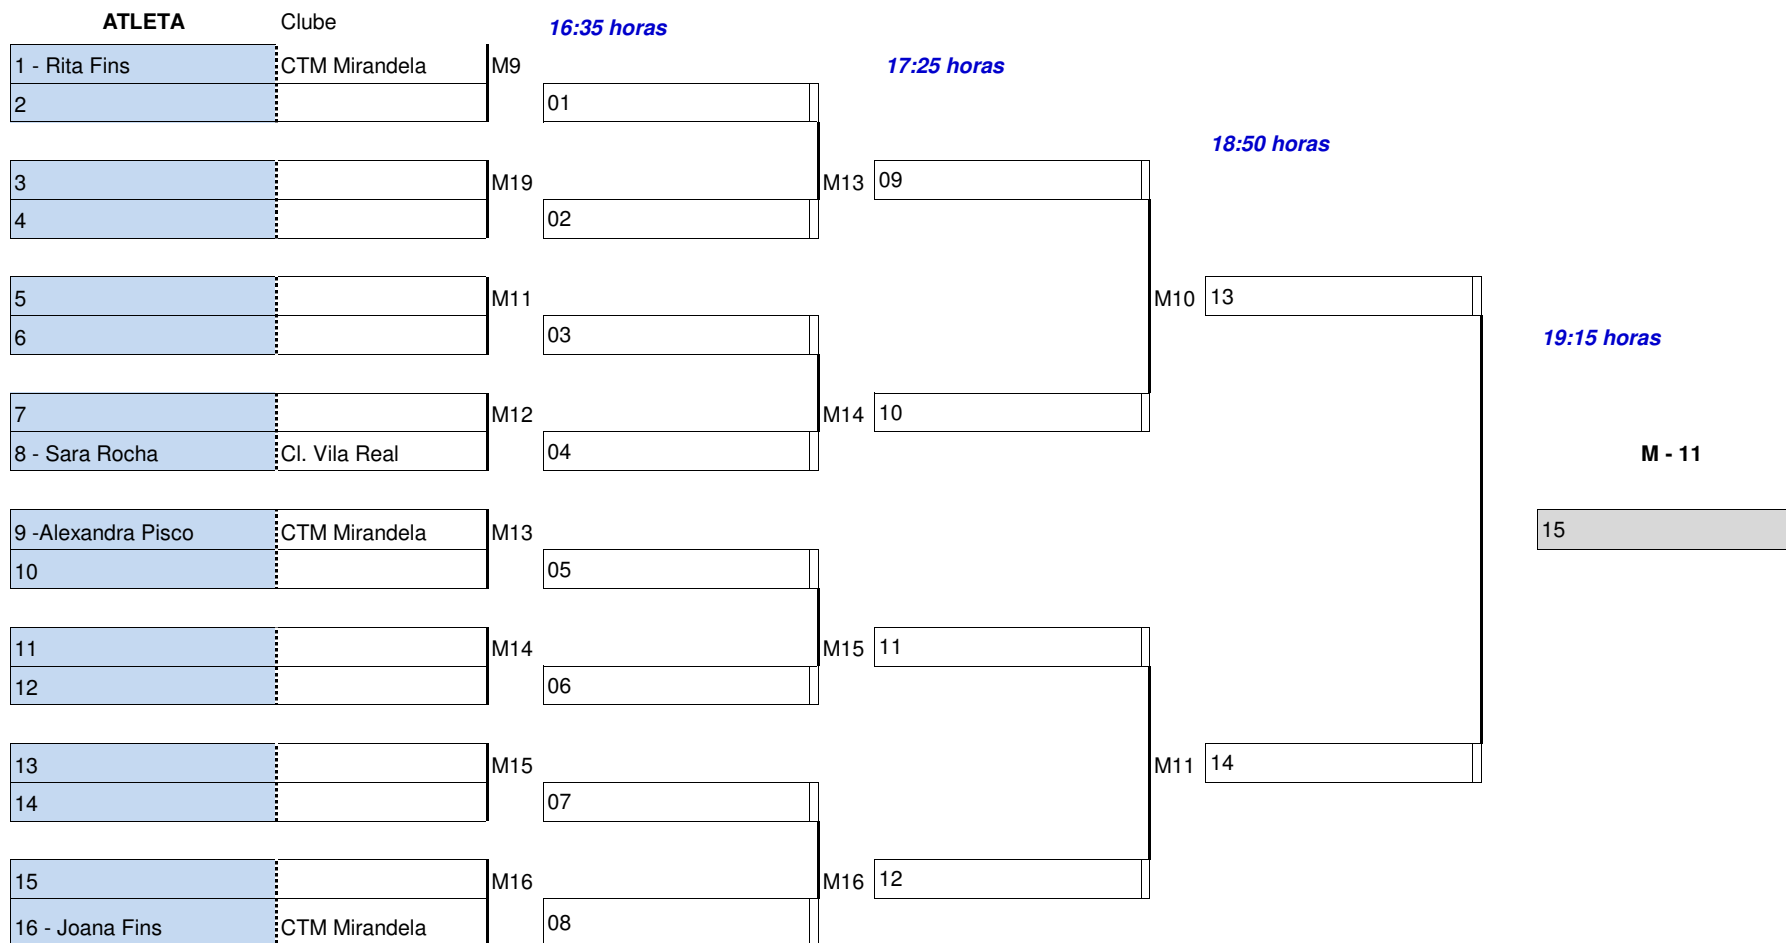 ATLETA Clube 16:35 horas
1 - Rita Fins CTM Mirandela M9 17:25 horas
2 01
18:50 horas
3 M19 M13 09
4 02
5 M11 M10 13
6 03 19:15 horas
7 M12 M14 10
8 - Sara Rocha Cl. Vila Real 04 M - 11
9 -Alexandra Pisco CTM Mirandela M13 15
10 05
11 M14 M15 11
12 06
13 M15 M11 14
14 07
15 M16 M16 12
16 - Joana Fins CTM Mirandela 08